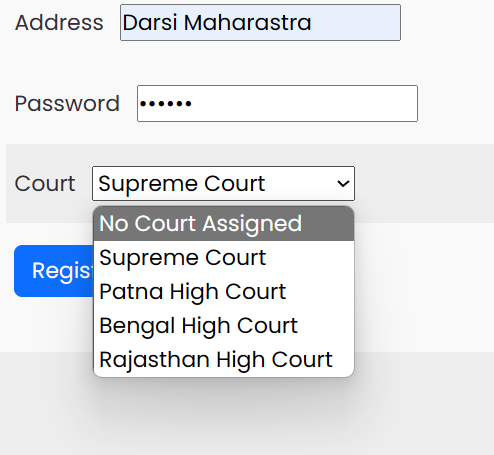 Address Darsi Maharastra
Password ••••••
Court Supreme Court
No Court Assigned
Supreme Court
Regist
Patna High Court
Bengal High Court
Rajasthan High Court